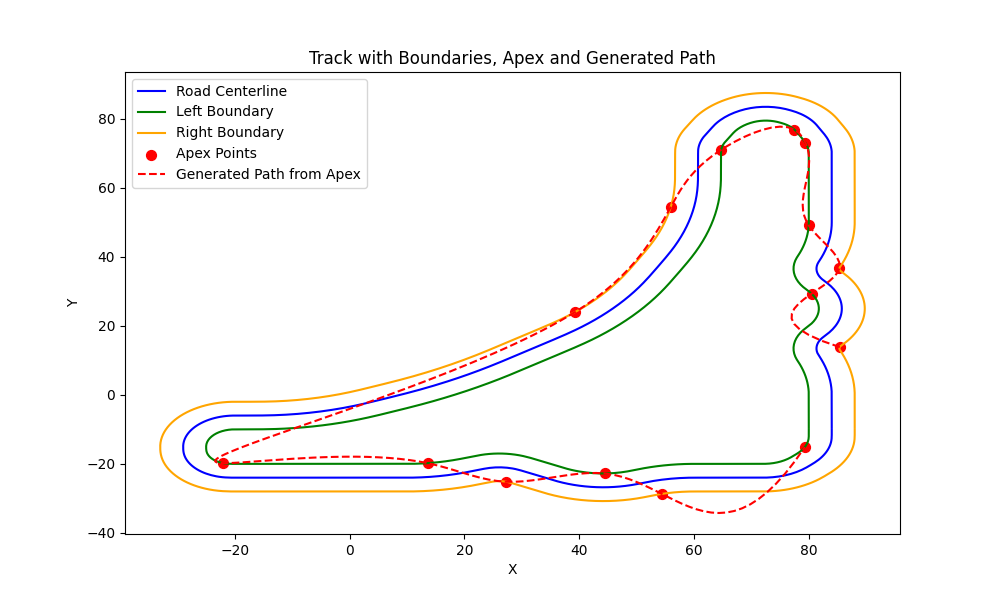 Track with Boundaries, Apex and Generated Path
Road Centerline
Left Boundary
Right Boundary
Apex Points
Generated Path from Apex
80
60
40
20
0
−20
−40
Y
−20
0
20
40
60
80
X